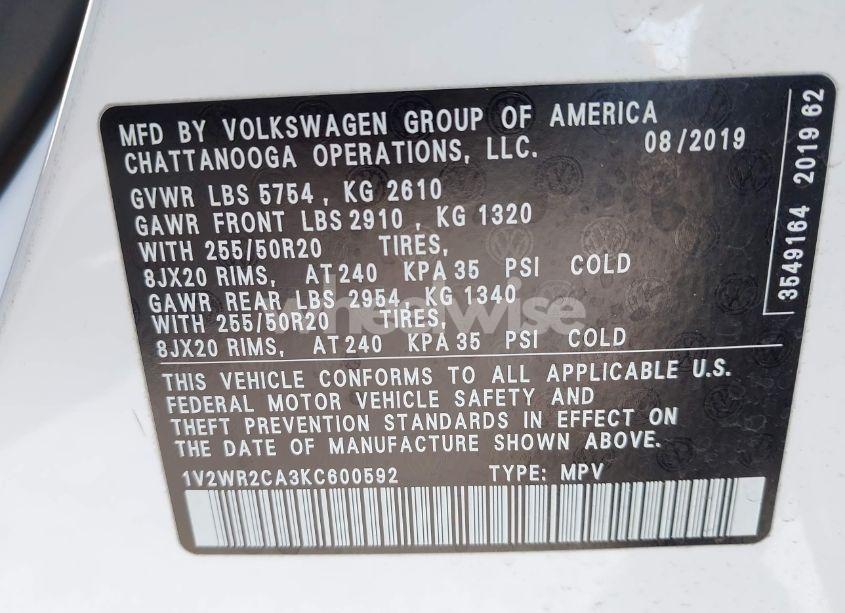 MFD BY VOLKSWAGEN GROUP OF AMERICA
CHATTANOOGA OPERATIONS, LLC. 08/2019
GVWR LBS 5754 , KG 2610
GAWR FRONT LBS 2910 , KG 1320
WITH 255/50R20 TIRES,
8JX20 RIMS, AT 240 KPA 35 PSI COLD
GAWR REAR LBS 2954 , KG 1340
WITH 255/50R20 TIRES,
8JX20 RIMS, AT 240 KPA 35 PSI COLD
THIS VEHICLE CONFORMS TO ALL APPLICABLE U.S.
FEDERAL MOTOR VEHICLE SAFETY AND
THEFT PREVENTION STANDARDS IN EFFECT ON
THE DATE OF MANUFACTURE SHOWN ABOVE.
1V2WR2CA3KC600592 TYPE: MPV
3549164 2019 62
wheelwise